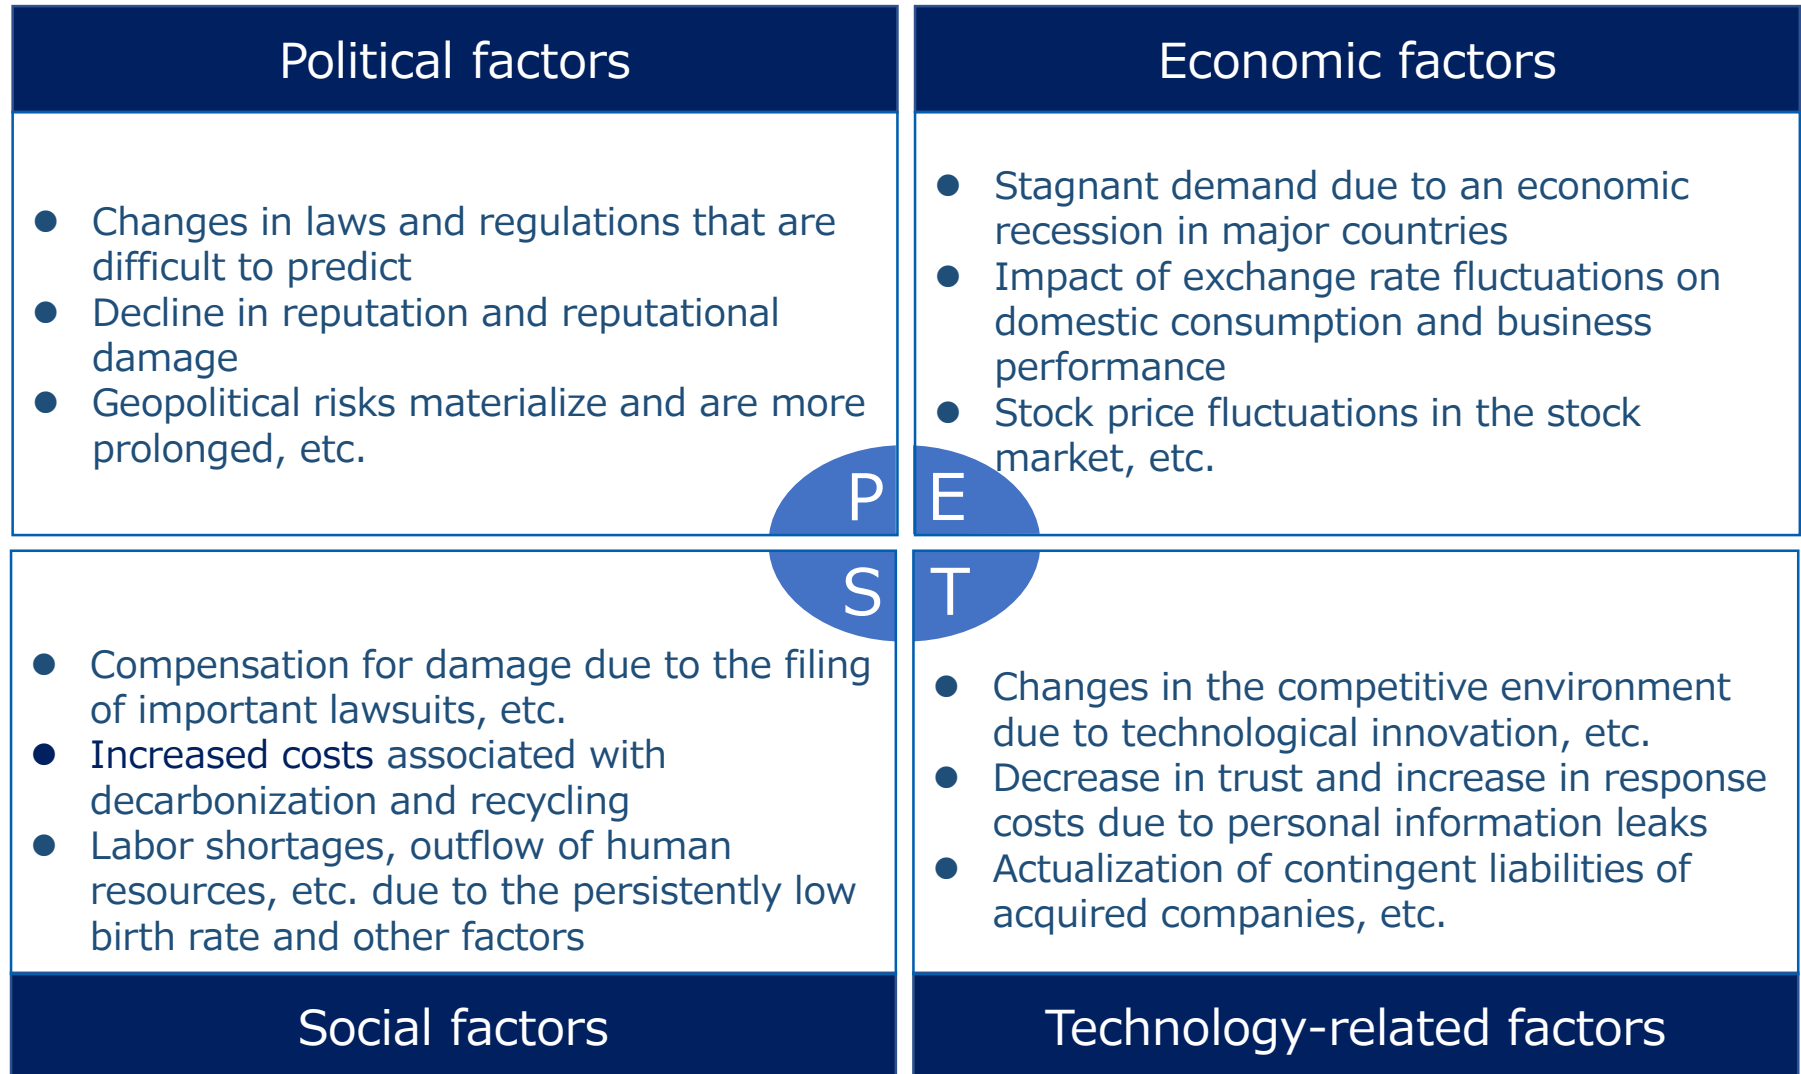 Political factors
● Changes in laws and regulations that are
difficult to predict
● Decline in reputation and reputational
damage
● Geopolitical risks materialize and are more
prolonged, etc.
P
Economic factors
● Stagnant demand due to an economic
recession in major countries
● Impact of exchange rate fluctuations on
domestic consumption and business
performance
● Stock price fluctuations in the stock
market, etc.
E
S
● Compensation for damage due to the filing
of important lawsuits, etc.
● Increased costs associated with
decarbonization and recycling
● Labor shortages, outflow of human
resources, etc. due to the persistently low
birth rate and other factors
Social factors
T
● Changes in the competitive environment
due to technological innovation, etc.
● Decrease in trust and increase in response
costs due to personal information leaks
● Actualization of contingent liabilities of
acquired companies, etc.
Technology-related factors